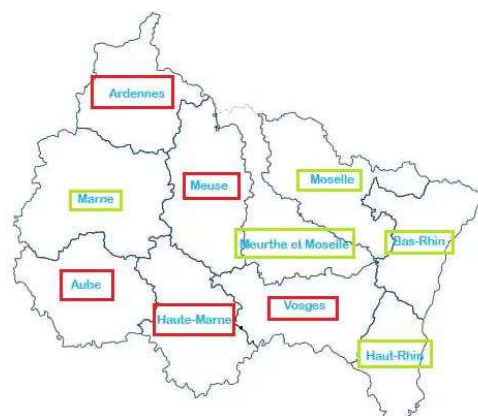 Ardennes
Meuse
Moselle
Marne
Meurthe et Moselle
Bas-Rhin
Aube
Haute-Marne
Vosges
Haut-Rhin